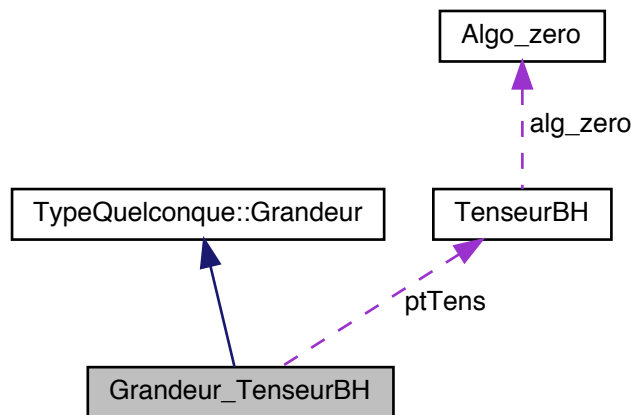 Algo_zero
alg_zero
TypeQuelconque::Grandeur
TenseurBH
ptTens
Grandeur_TenseurBH